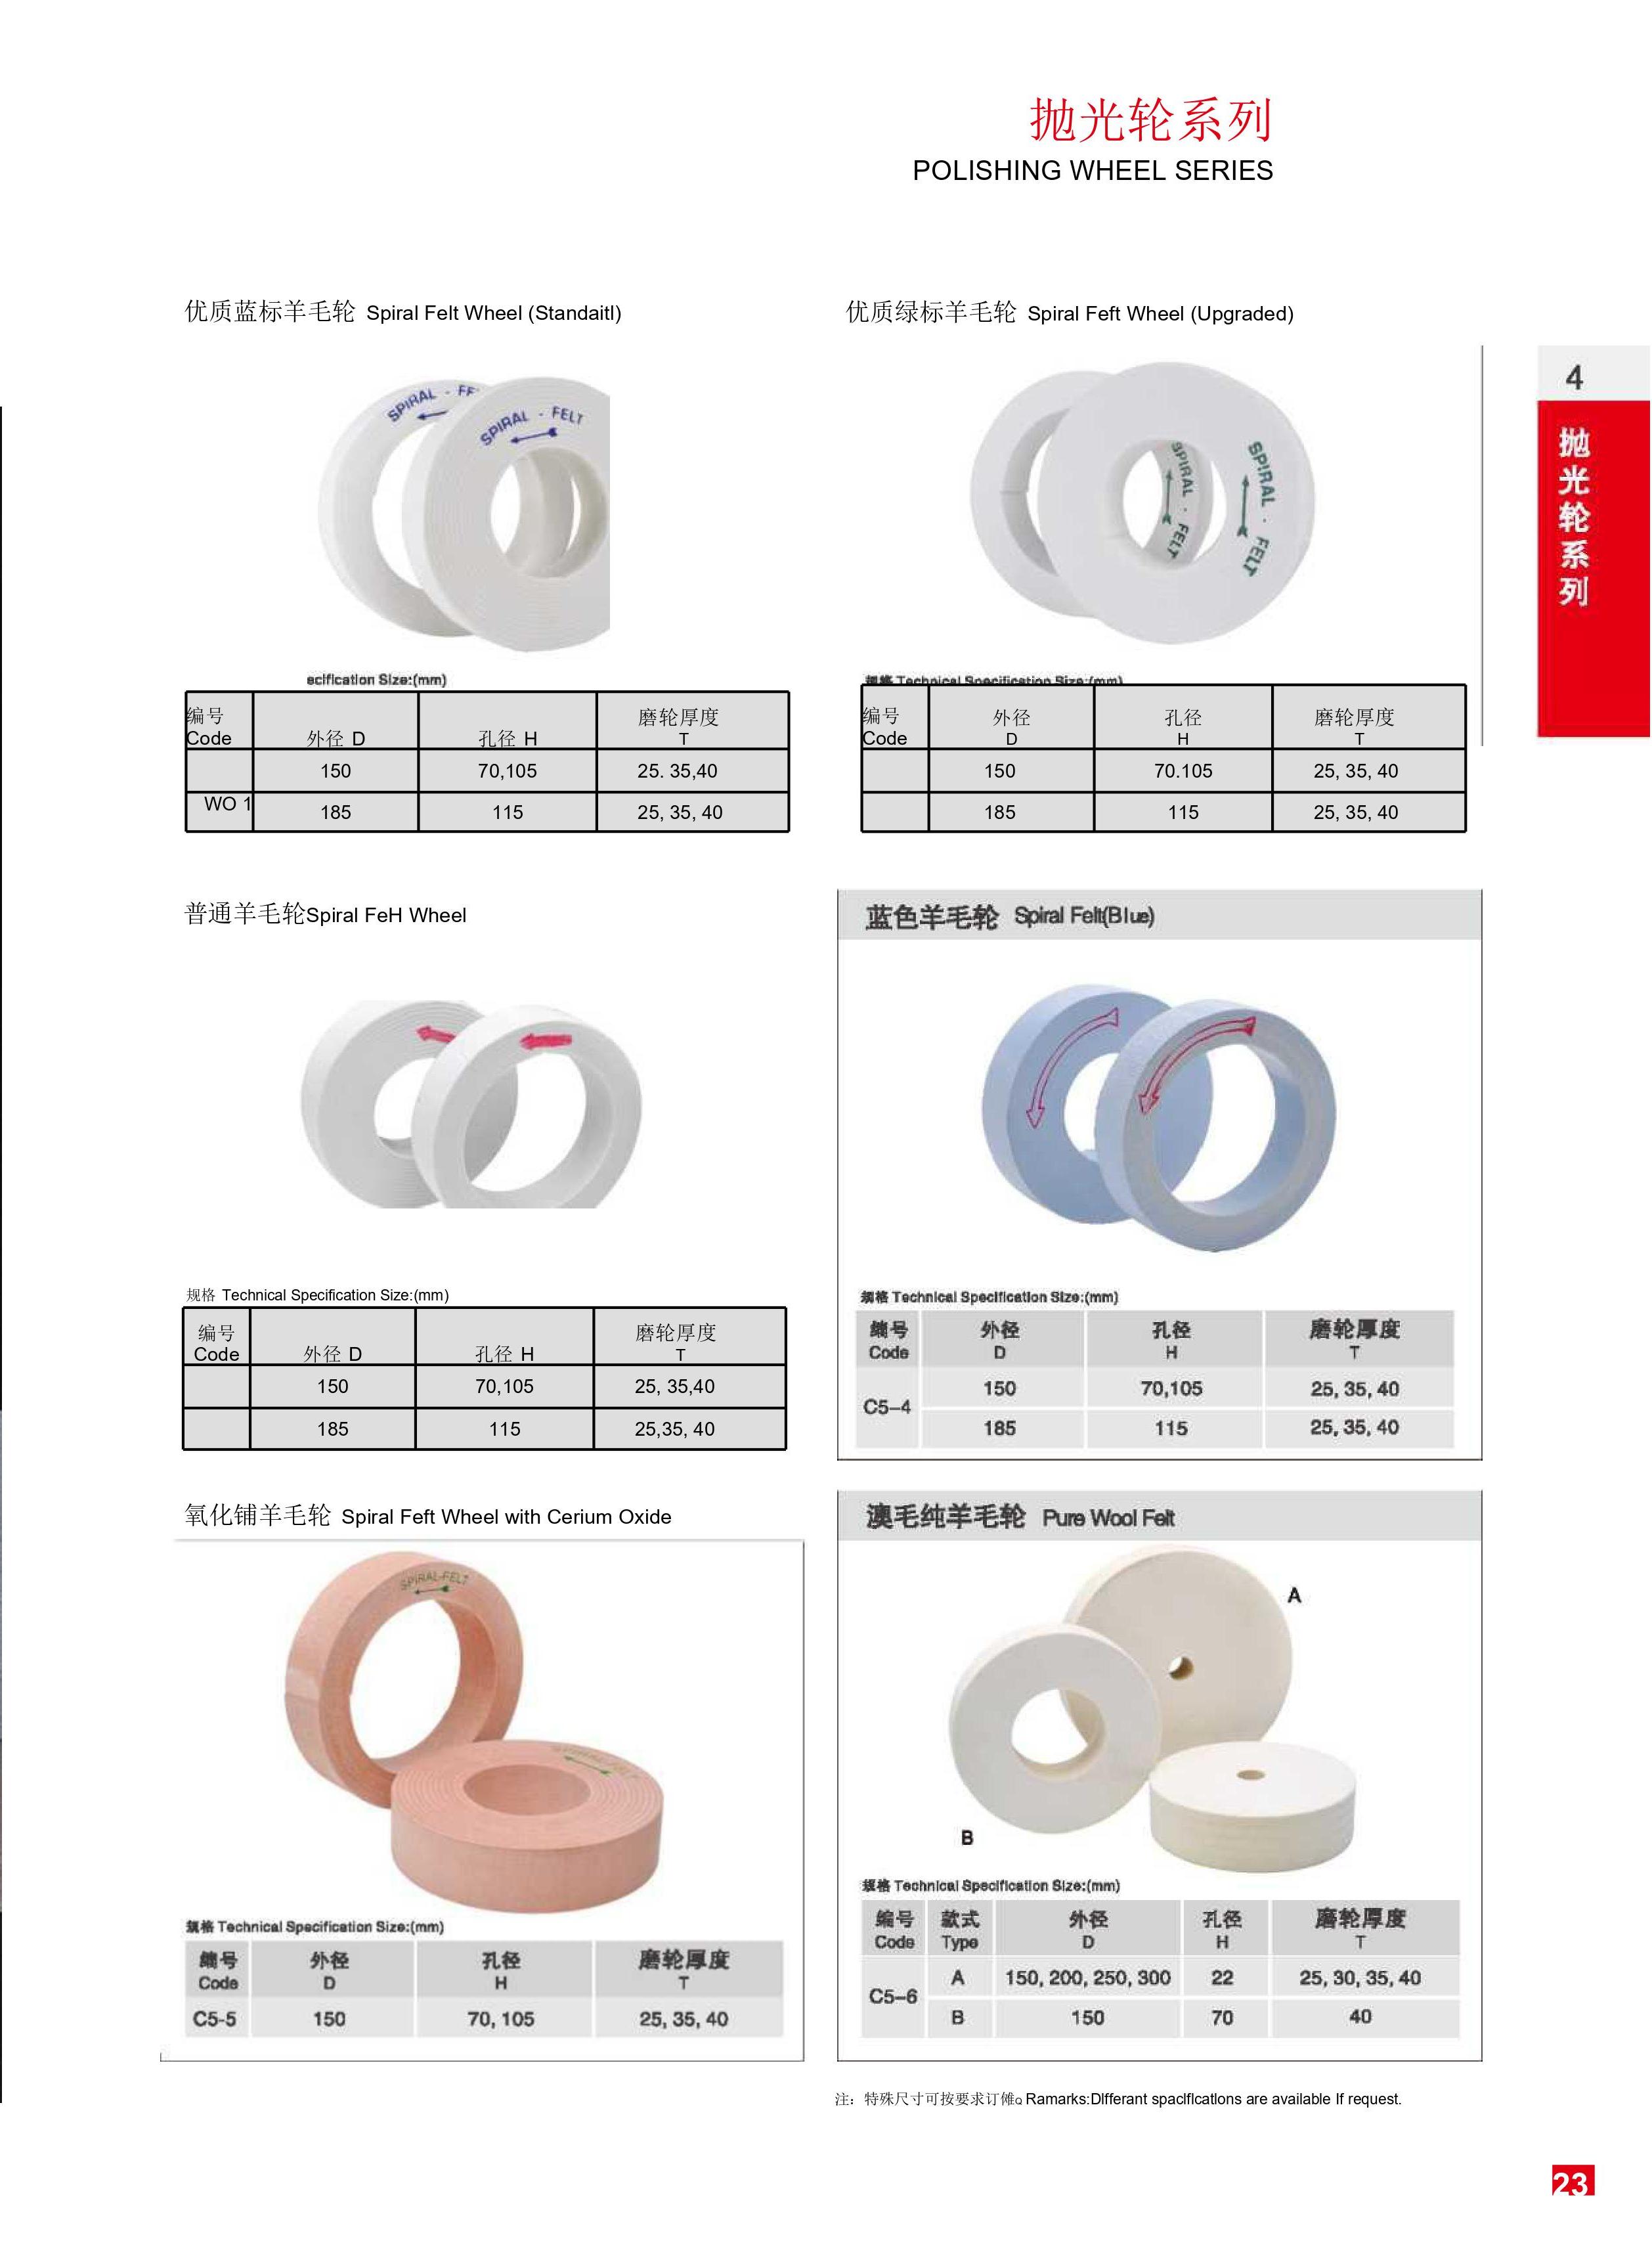 抛光轮系列
POLISHING WHEEL SERIES
优质蓝标羊毛轮 Spiral Felt Wheel (Standaitl)
SPIRAL - FE
SPIRAL - FELT
ecification Size:(mm)
编号 磨轮厚度
Code 外径 D 孔径 H T
150 70,105 25. 35,40
WO 1
185 115 25, 35, 40
优质绿标羊毛轮 Spiral Feft Wheel (Upgraded)
SPIRAL - FELT
SPIRAL - FELT
规格 Technical Specification Size:(mm)
编号 外径 孔径 磨轮厚度
Code D H T
150 70.105 25, 35, 40
185 115 25, 35, 40
4
抛光轮系列
普通羊毛轮Spiral FeH Wheel
规格 Technical Specification Size:(mm)
编号 磨轮厚度
Code 外径 D 孔径 H T
150 70,105 25, 35,40
185 115 25,35, 40
蓝色羊毛轮 Spiral Felt(Blue)
规格 Technical Specification Size:(mm)
编号 外径 孔径 磨轮厚度
Code D H T
C5-4 150 70,105 25, 35, 40
185 115 25, 35, 40
氧化铺羊毛轮 Spiral Feft Wheel with Cerium Oxide
SPIRAL-FELT
SPIRAL-FELT
规格 Technical Specification Size:(mm)
编号 外径 孔径 磨轮厚度
Code D H T
C5-5 150 70, 105 25, 35, 40
澳毛纯羊毛轮 Pure Wool Felt
A
B
规格 Technical Specification Size:(mm)
编号 款式 外径 孔径 磨轮厚度
Code Type D H T
C5-6 A 150, 200, 250, 300 22 25, 30, 35, 40
B 150 70 40
注：特殊尺寸可按要求订傩。Ramarks:Dlfferant spaclflcatlons are available If request.
23